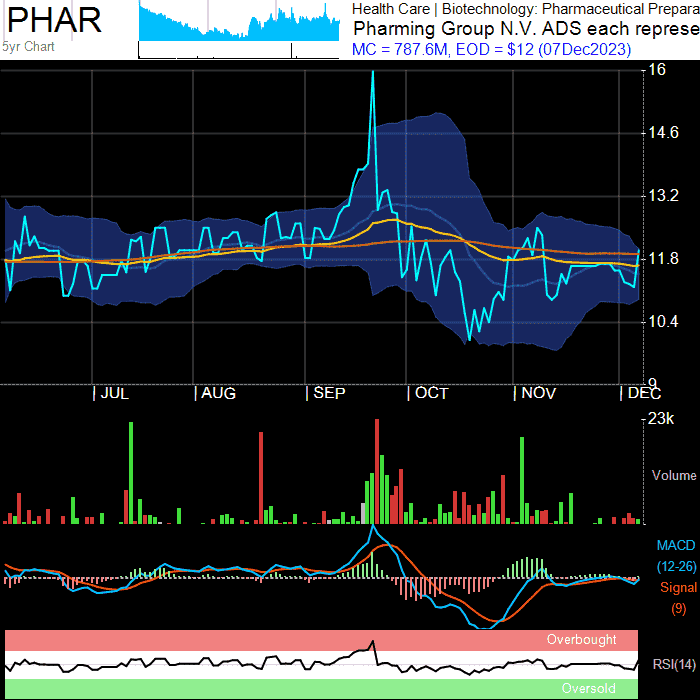 PHAR
5yr Chart
Health Care | Biotechnology: Pharmaceutical Prepara
Pharming Group N.V. ADS each represe
MC = 787.6M, EOD = $12 (07Dec2023)
16
14.6
13.2
11.8
10.4
9
JUL AUG SEP OCT NOV DEC
23k
Volume
MACD
(12-26)
Signal
(9)
Overbought
RSI(14)
Oversold